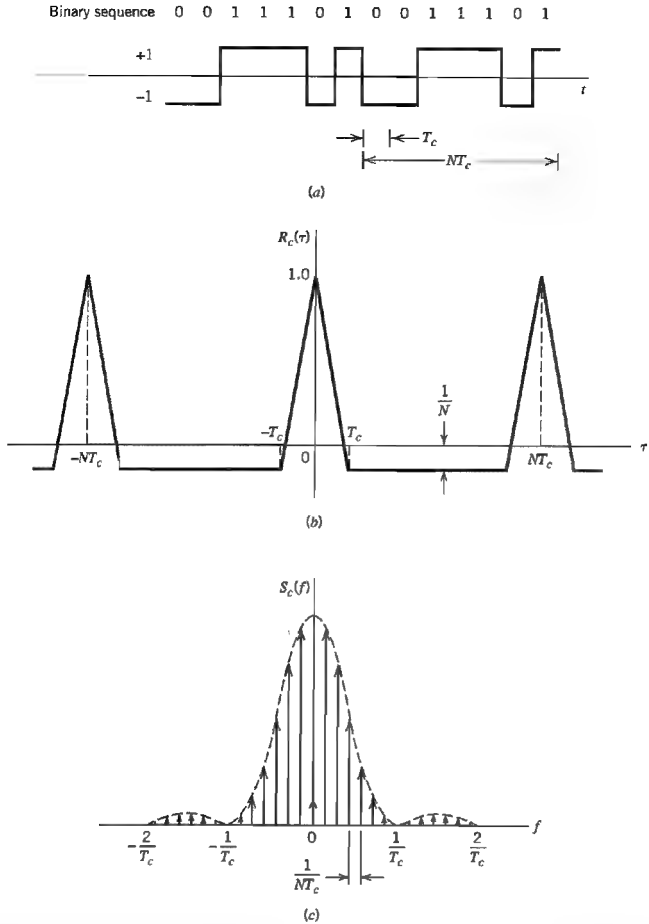 Binary sequence 0 0 1 1 1 0 1 0 0 1 1 1 0 1
+1
−1
t
T_c
NT_c
(a)
R_c(τ)
1.0
1/N
−T_c
T_c
−NT_c
0
NT_c
τ
(b)
S_c(f)
−2/T_c
−1/T_c
0
1/T_c
2/T_c
f
1/NT_c
(c)